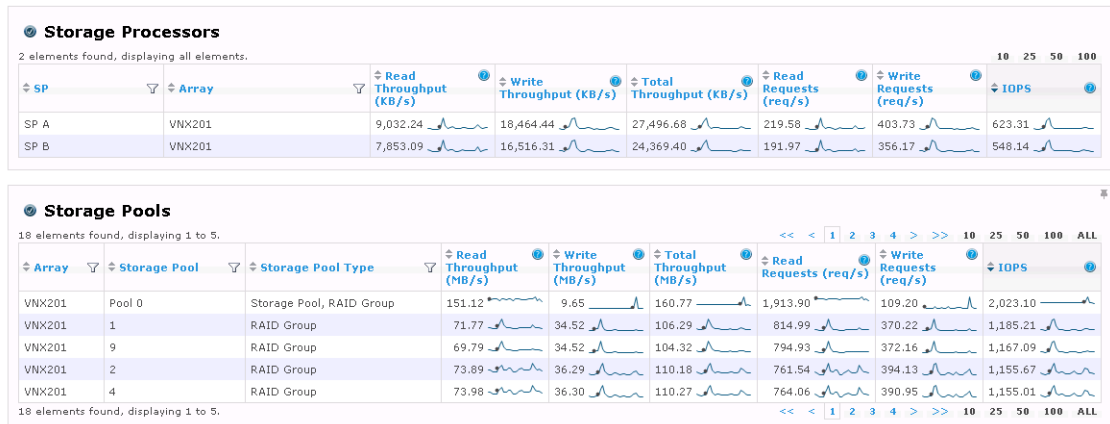 Storage Processors
2 elements found, displaying all elements.
10 25 50 100
SP Array Read Throughput (KB/s) Write Throughput (KB/s) Total Throughput (KB/s) Read Requests (req/s) Write Requests (req/s) IOPS
SP A VNX201 9,032.24 18,464.44 27,496.68 219.58 403.73 623.31
SP B VNX201 7,853.09 16,516.31 24,369.40 191.97 356.17 548.14
Storage Pools
18 elements found, displaying 1 to 5.
<< < 1 2 3 4 > >> 10 25 50 100 ALL
Array Storage Pool Storage Pool Type Read Throughput (MB/s) Write Throughput (MB/s) Total Throughput (MB/s) Read Requests (req/s) Write Requests (req/s) IOPS
VNX201 Pool 0 Storage Pool, RAID Group 151.12 9.65 160.77 1,913.90 109.20 2,023.10
VNX201 1 RAID Group 71.77 34.52 106.29 814.99 370.22 1,185.21
VNX201 9 RAID Group 69.79 34.52 104.32 794.93 372.16 1,167.09
VNX201 2 RAID Group 73.89 36.29 110.18 761.54 394.13 1,155.67
VNX201 4 RAID Group 73.98 36.30 110.27 764.06 390.95 1,155.01
18 elements found, displaying 1 to 5.
<< < 1 2 3 4 > >> 10 25 50 100 ALL